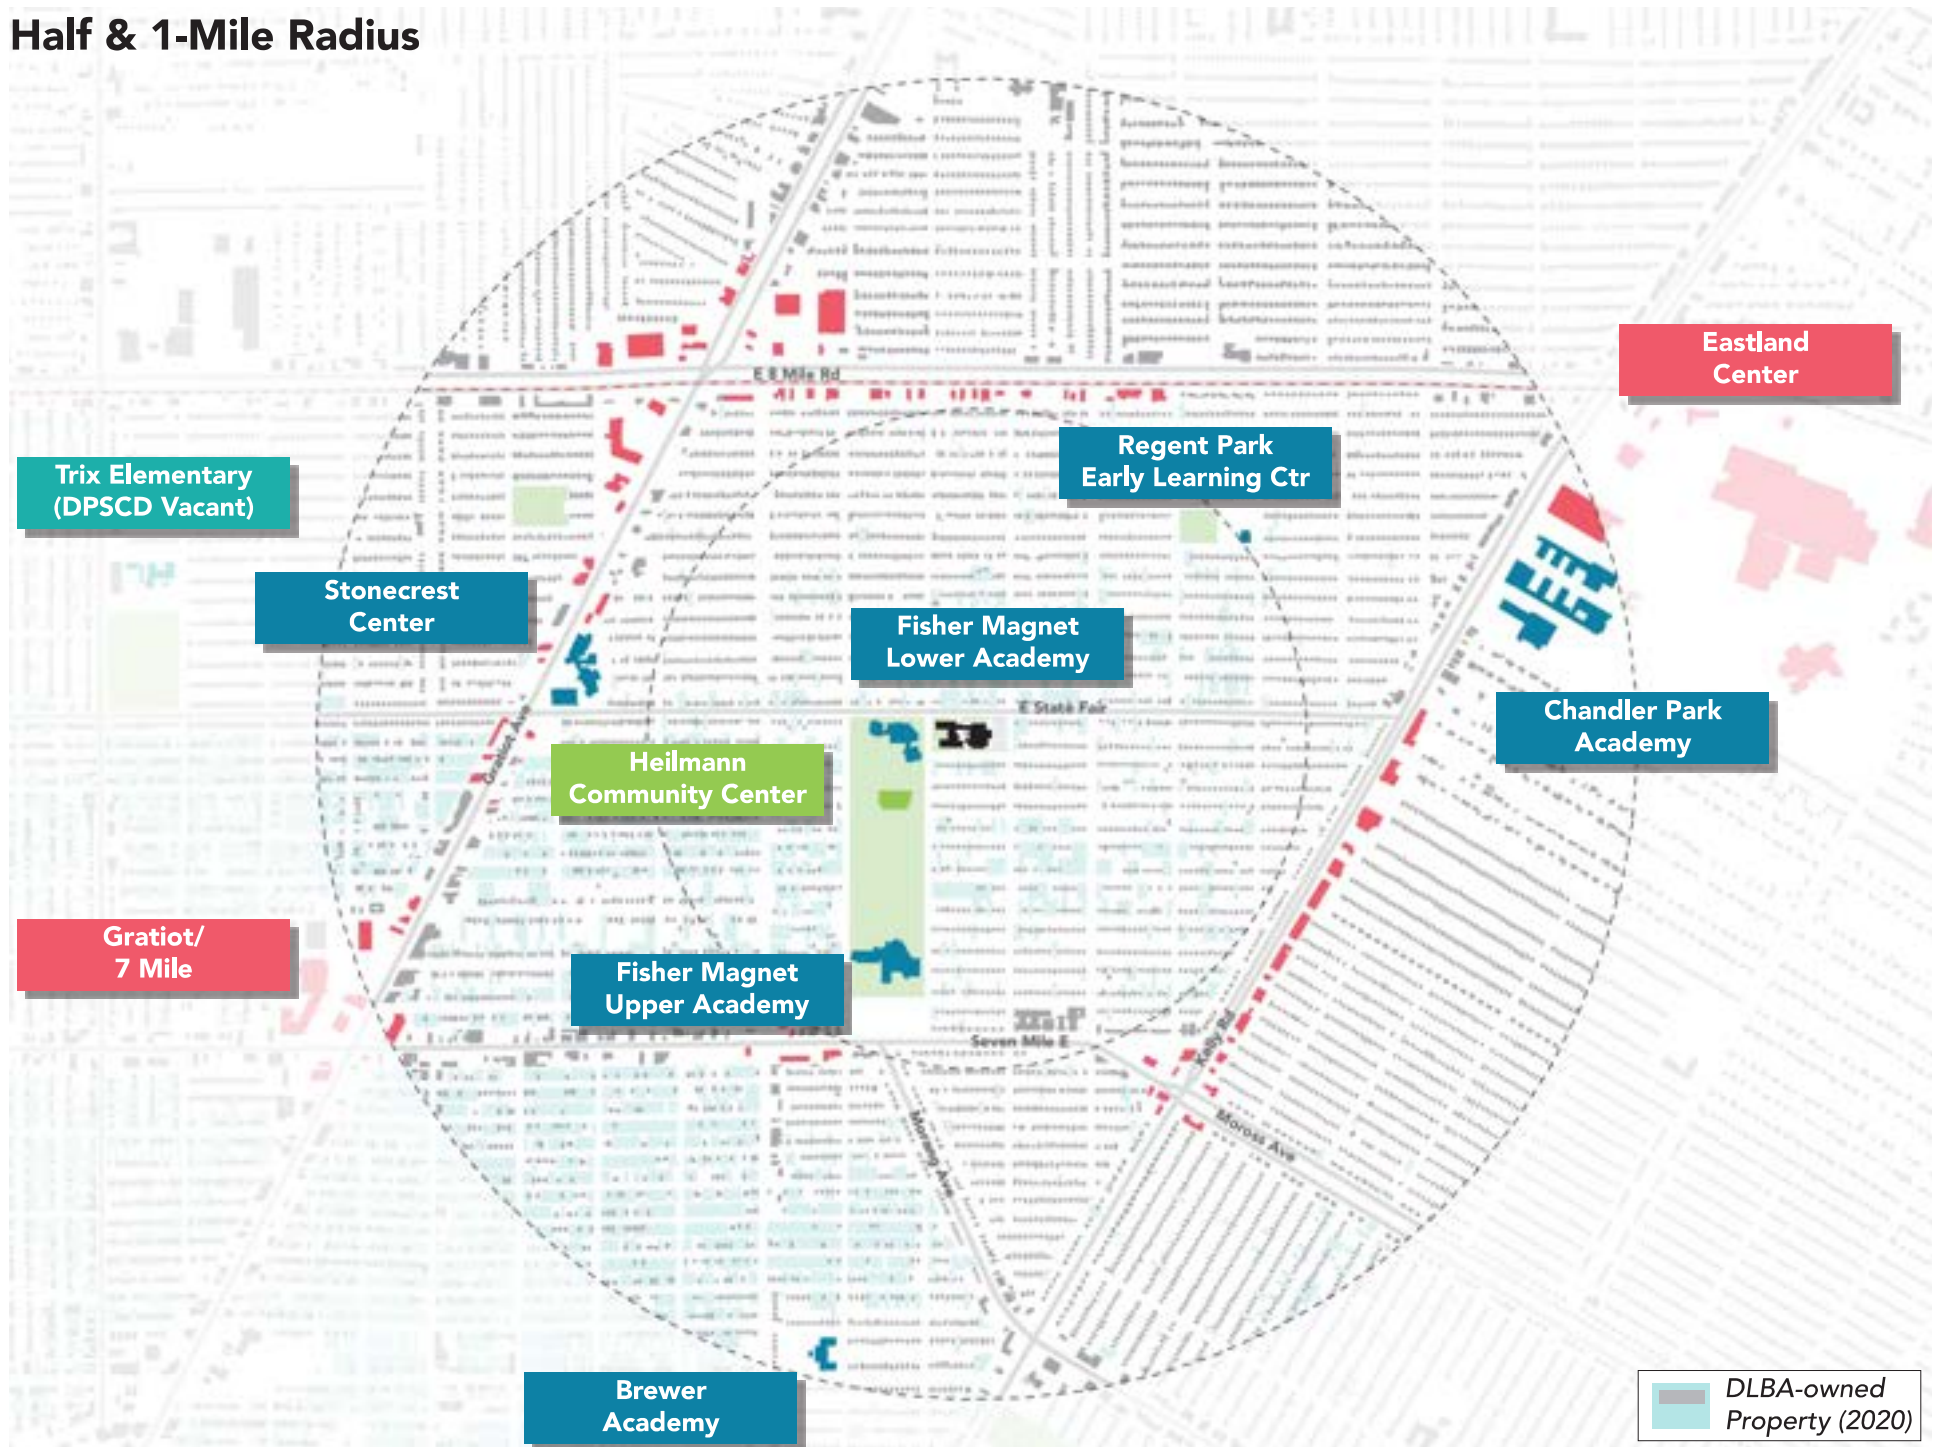 Half & 1-Mile Radius
E 8 Mile Rd
Eastland
Center
Regent Park
Early Learning Ctr
Trix Elementary
(DPSCD Vacant)
Stonecrest
Center
Fisher Magnet
Lower Academy
E State Fair
Chandler Park
Academy
Gratiot Ave
Heilmann
Community Center
Gratiot/
7 Mile
Fisher Magnet
Upper Academy
Seven Mile E
Kelly Rd
Moross Ave
Morang Ave
Brewer
Academy
DLBA-owned
Property (2020)